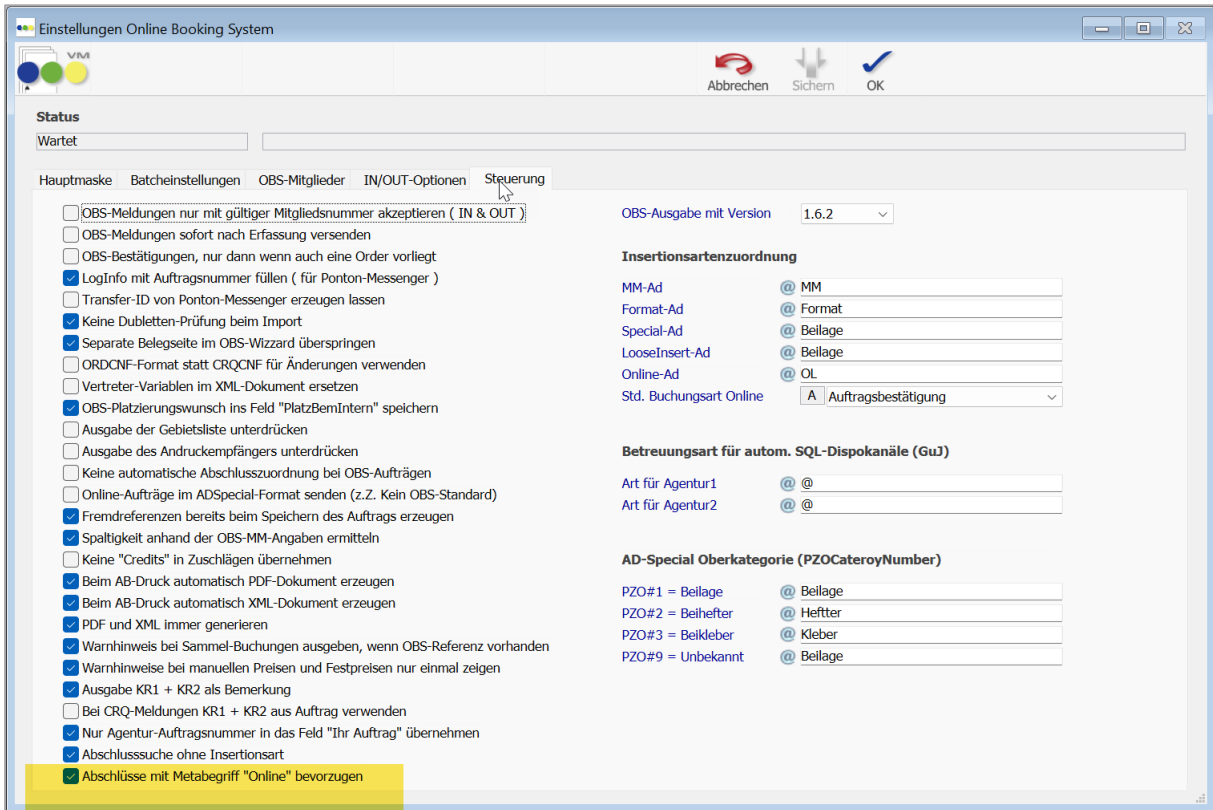 Einstellungen Online Booking System
VM
Abbrechen Sichern OK
Status
Wartet
Hauptmaske Batcheinstellungen OBS-Mitglieder IN/OUT-Optionen Steuerung
OBS-Meldungen nur mit gültiger Mitgliedsnummer akzeptieren ( IN & OUT )
OBS-Meldungen sofort nach Erfassung versenden
OBS-Bestätigungen, nur dann wenn auch eine Order vorliegt
LogInfo mit Auftragsnummer füllen ( für Ponton-Messenger )
Transfer-ID von Ponton-Messenger erzeugen lassen
Keine Dubletten-Prüfung beim Import
Separate Belegseite im OBS-Wizzard überspringen
ORDCNF-Format statt CRQCNF für Änderungen verwenden
Vertreter-Variablen im XML-Dokument ersetzen
OBS-Platzierungswunsch ins Feld "PlatzBemIntern" speichern
Ausgabe der Gebietsliste unterdrücken
Ausgabe des Andruckempfängers unterdrücken
Keine automatische Abschlusszuordnung bei OBS-Aufträgen
Online-Aufträge im ADSpecial-Format senden (z.Z. Kein OBS-Standard)
Fremdreferenzen bereits beim Speichern des Auftrags erzeugen
Spaltigkeit anhand der OBS-MM-Angaben ermitteln
Keine "Credits" in Zuschlägen übernehmen
Beim AB-Druck automatisch PDF-Dokument erzeugen
Beim AB-Druck automatisch XML-Dokument erzeugen
PDF und XML immer generieren
Warnhinweis bei Sammel-Buchungen ausgeben, wenn OBS-Referenz vorhanden
Warnhinweise bei manuellen Preisen und Festpreisen nur einmal zeigen
Ausgabe KR1 + KR2 als Bemerkung
Bei CRQ-Meldungen KR1 + KR2 aus Auftrag verwenden
Nur Agentur-Auftragsnummer in das Feld "Ihr Auftrag" übernehmen
Abschlusssuche ohne Insertionsart
Abschlüsse mit Metabegriff "Online" bevorzugen
OBS-Ausgabe mit Version 1.6.2
Insertionsartenzuordnung
MM-Ad @ MM
Format-Ad @ Format
Special-Ad @ Beilage
LooseInsert-Ad @ Beilage
Online-Ad @ OL
Std. Buchungsart Online A Auftragsbestätigung
Betreuungsart für autom. SQL-Dispokanäle (GuJ)
Art für Agentur1 @ @
Art für Agentur2 @ @
AD-Special Oberkategorie (PZOCateroyNumber)
PZO#1 = Beilage @ Beilage
PZO#2 = Beihefter @ Heftter
PZO#3 = Beikleber @ Kleber
PZO#9 = Unbekannt @ Beilage